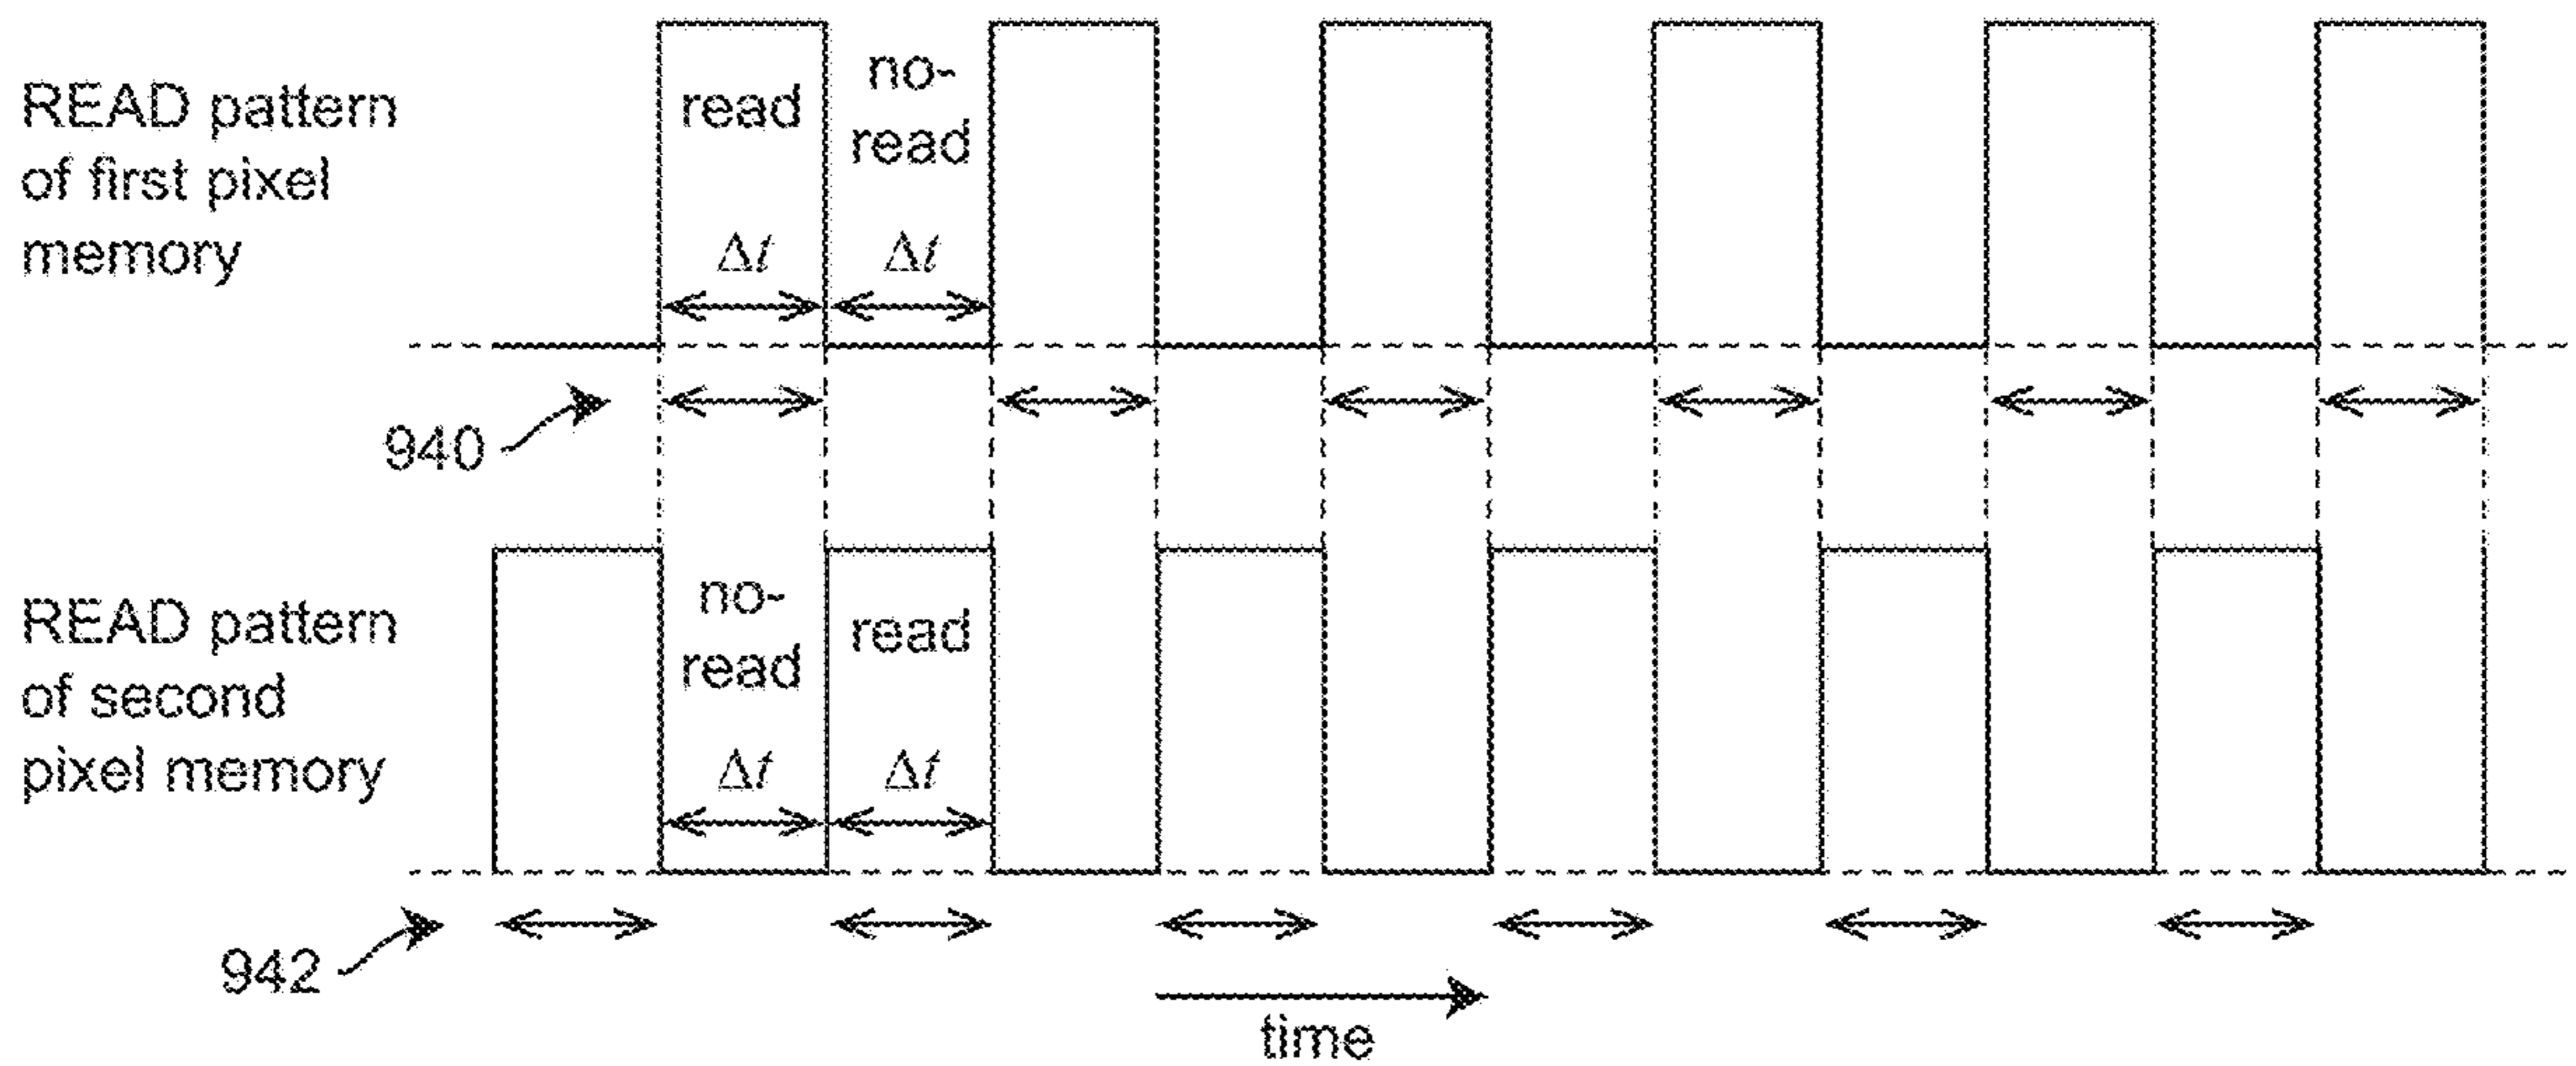 READ pattern
of first pixel
memory
read
no-
read
Δt
Δt
940
READ pattern
of second
pixel memory
no-
read
read
Δt
Δt
942
time